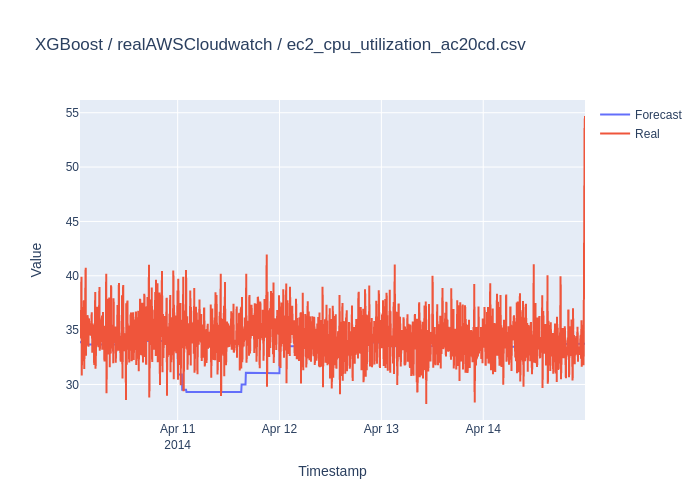 XGBoost / realAWSCloudwatch / ec2_cpu_utilization_ac20cd.csv
Forecast
Real
55
50
45
40
35
30
Value
Apr 11
2014
Apr 12
Apr 13
Apr 14
Timestamp